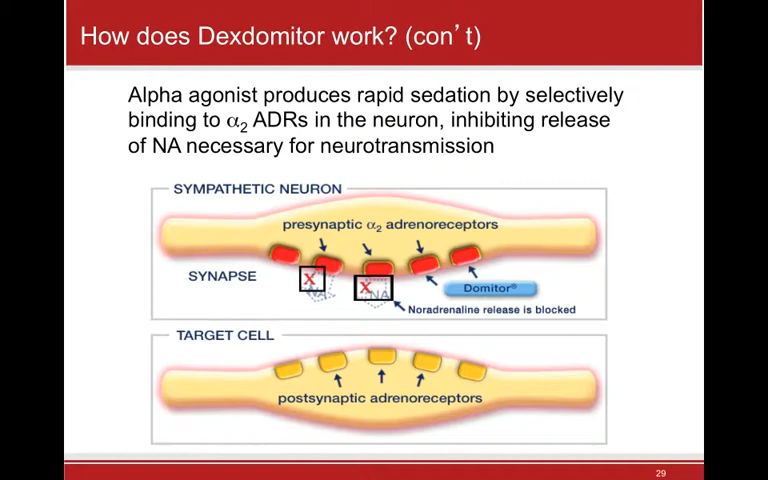 How does Dexdomitor work? (con’t)
Alpha agonist produces rapid sedation by selectively
binding to α2 ADRs in the neuron, inhibiting release
of NA necessary for neurotransmission
SYMPATHETIC NEURON
presynaptic α2 adrenoreceptors
SYNAPSE
X
NA
X
NA
Domitor®
Noradrenaline release is blocked
TARGET CELL
postsynaptic adrenoreceptors
29